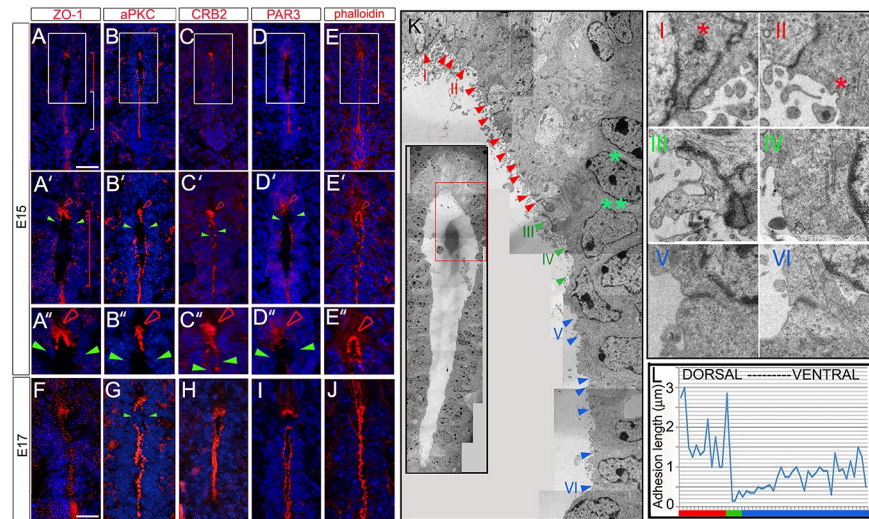 ZO-1 aPKC CRB2 PAR3 phalloidin
A B C D E
E15
A′ B′ C′ D′ E′
A″ B″ C″ D″ E″
E17
F G H I J
K
I
II
*
**
III
IV
V
VI
I * II *
III IV
V VI
L
DORSAL ---------- VENTRAL
Adhesion length (µm)
3
2
1
0